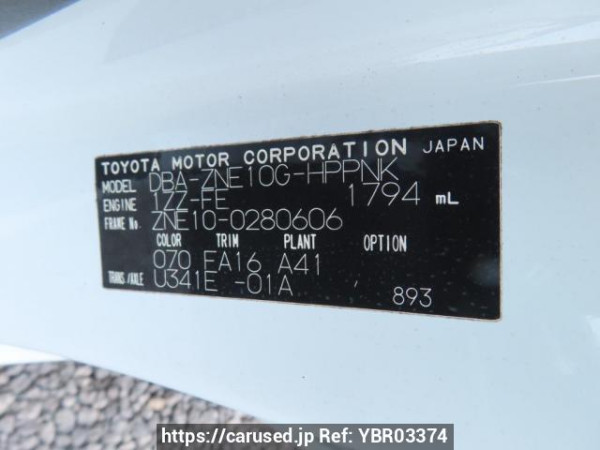 TOYOTA MOTOR CORPORATION JAPAN
MODEL DBA-ZNE10G-HPPNK
ENGINE 1ZZ-FE 1794 mL
FRAME No. ZNE10-0280606
COLOR TRIM PLANT OPTION
070 FA16 A41
TRANS/AXLE U341E -01A 893
https://carused.jp Ref: YBR03374